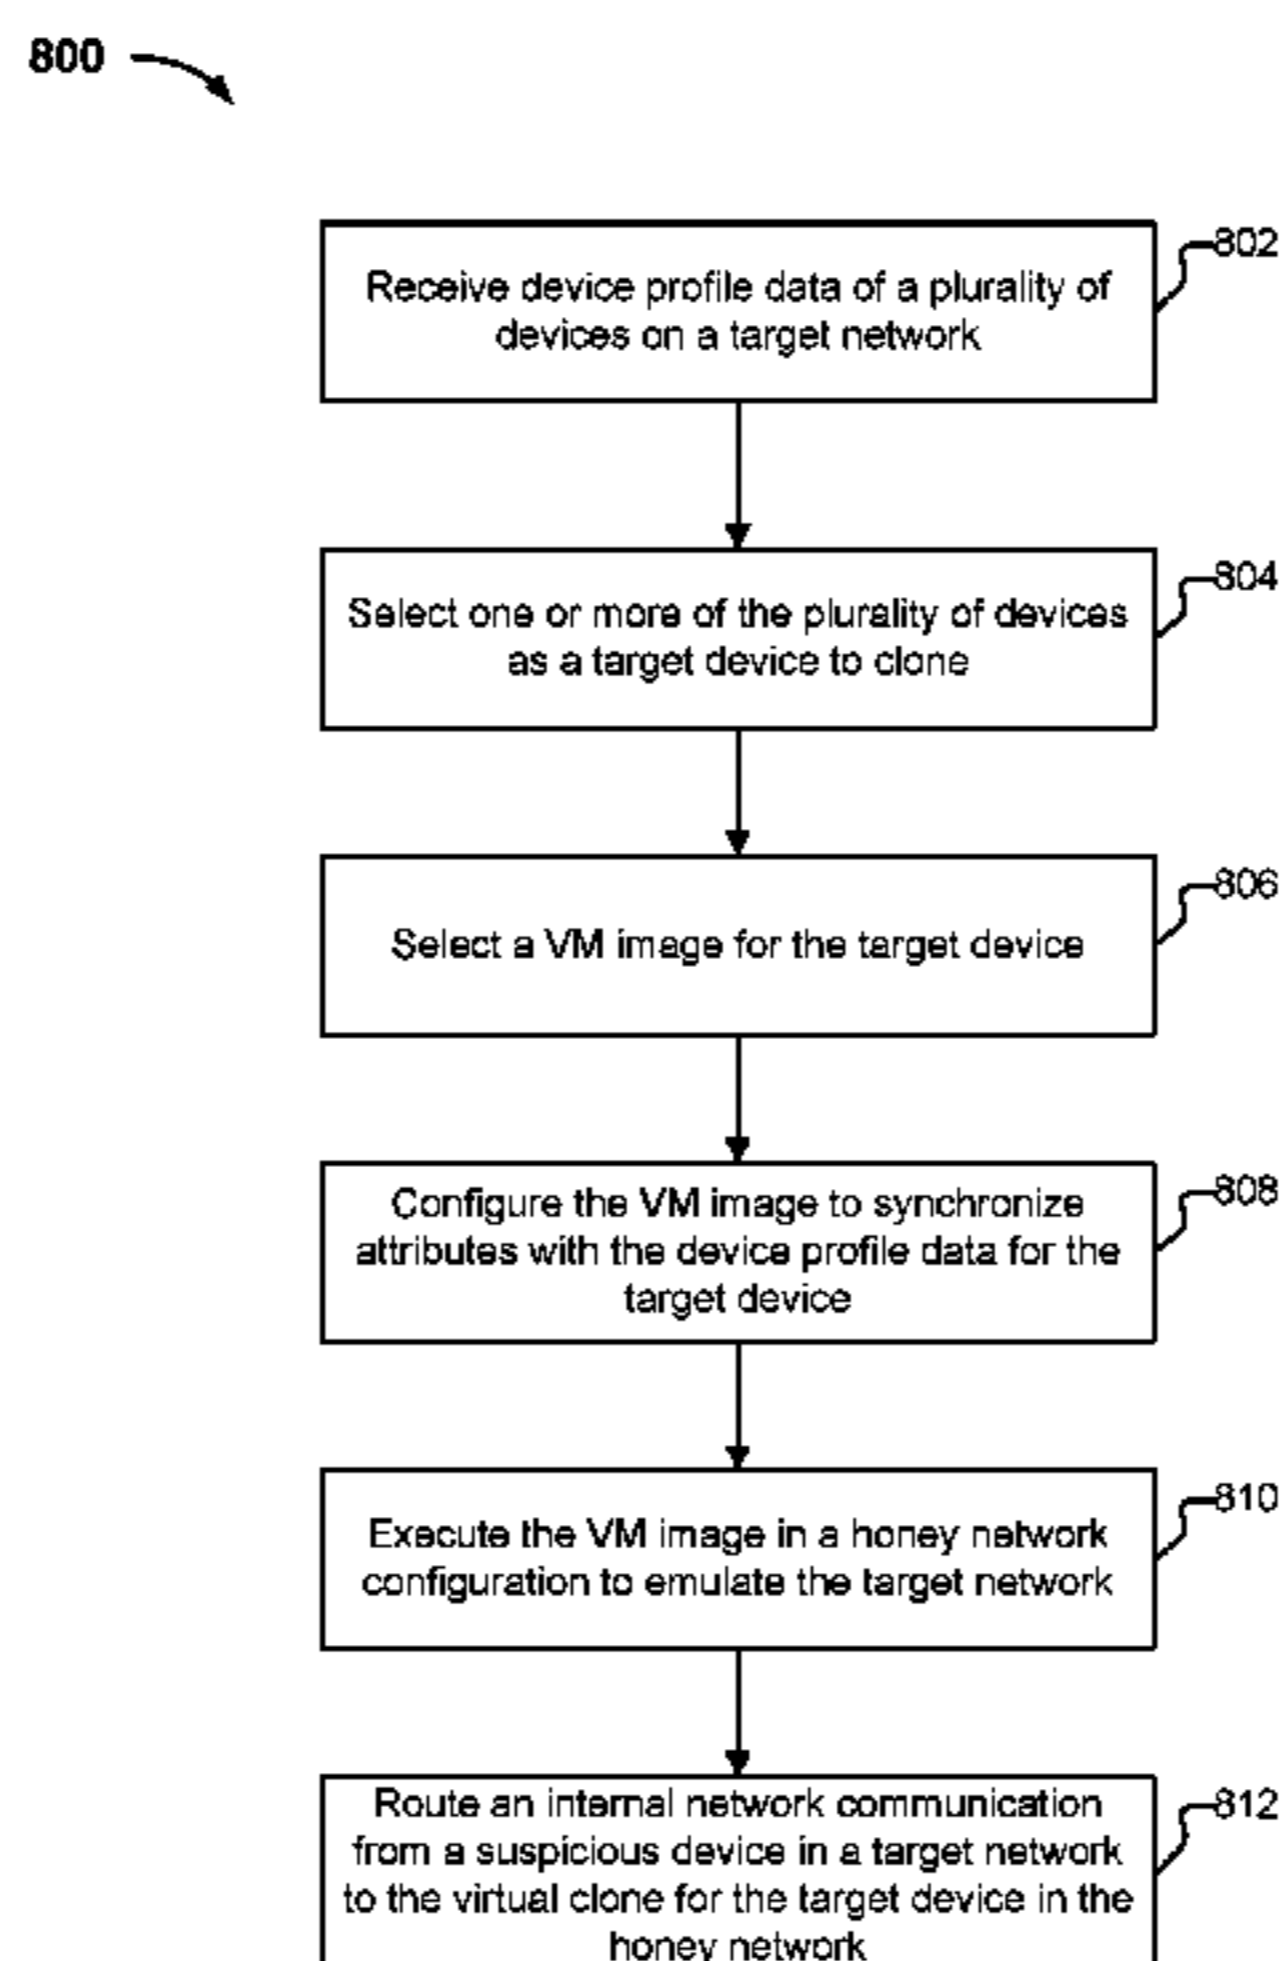 800
802
Receive device profile data of a plurality of
devices on a target network
804
Select one or more of the plurality of devices
as a target device to clone
806
Select a VM image for the target device
808
Configure the VM image to synchronize
attributes with the device profile data for the
target device
810
Execute the VM image in a honey network
configuration to emulate the target network
812
Route an internal network communication
from a suspicious device in a target network
to the virtual clone for the target device in the
honey network